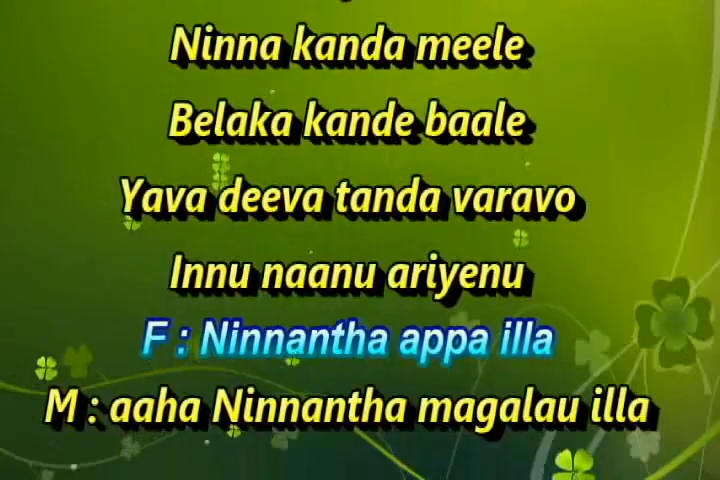 Ninna kanda meele
Belaka kande baale
Yava deeva tanda varavo
Innu naanu ariyenu
F : Ninnantha appa illa
M : aaha Ninnantha magalau illa